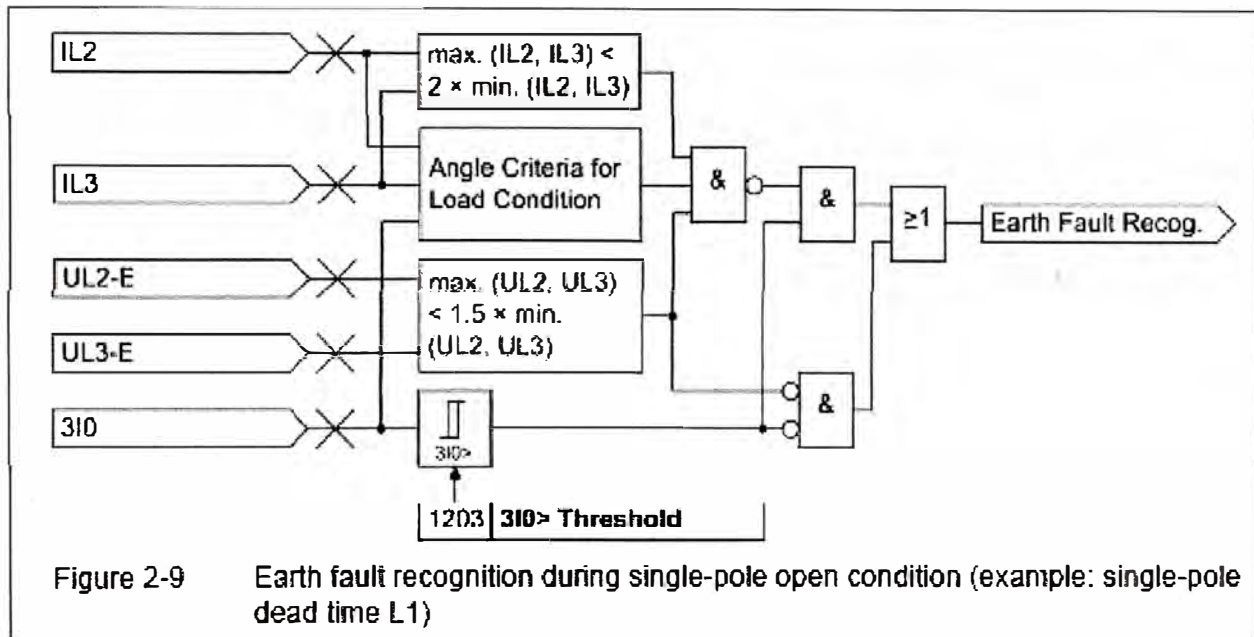 IL2
max. (IL2, IL3) <
2 × min. (IL2, IL3)
IL3
Angle Criteria for
Load Condition
&
&
≥1
Earth Fault Recog.
UL2-E
max. (UL2, UL3)
< 1.5 × min.
(UL2, UL3)
UL3-E
&
3I0
3I0>
1203 3I0> Threshold
Figure 2-9 Earth fault recognition during single-pole open condition (example: single-pole
dead time L1)